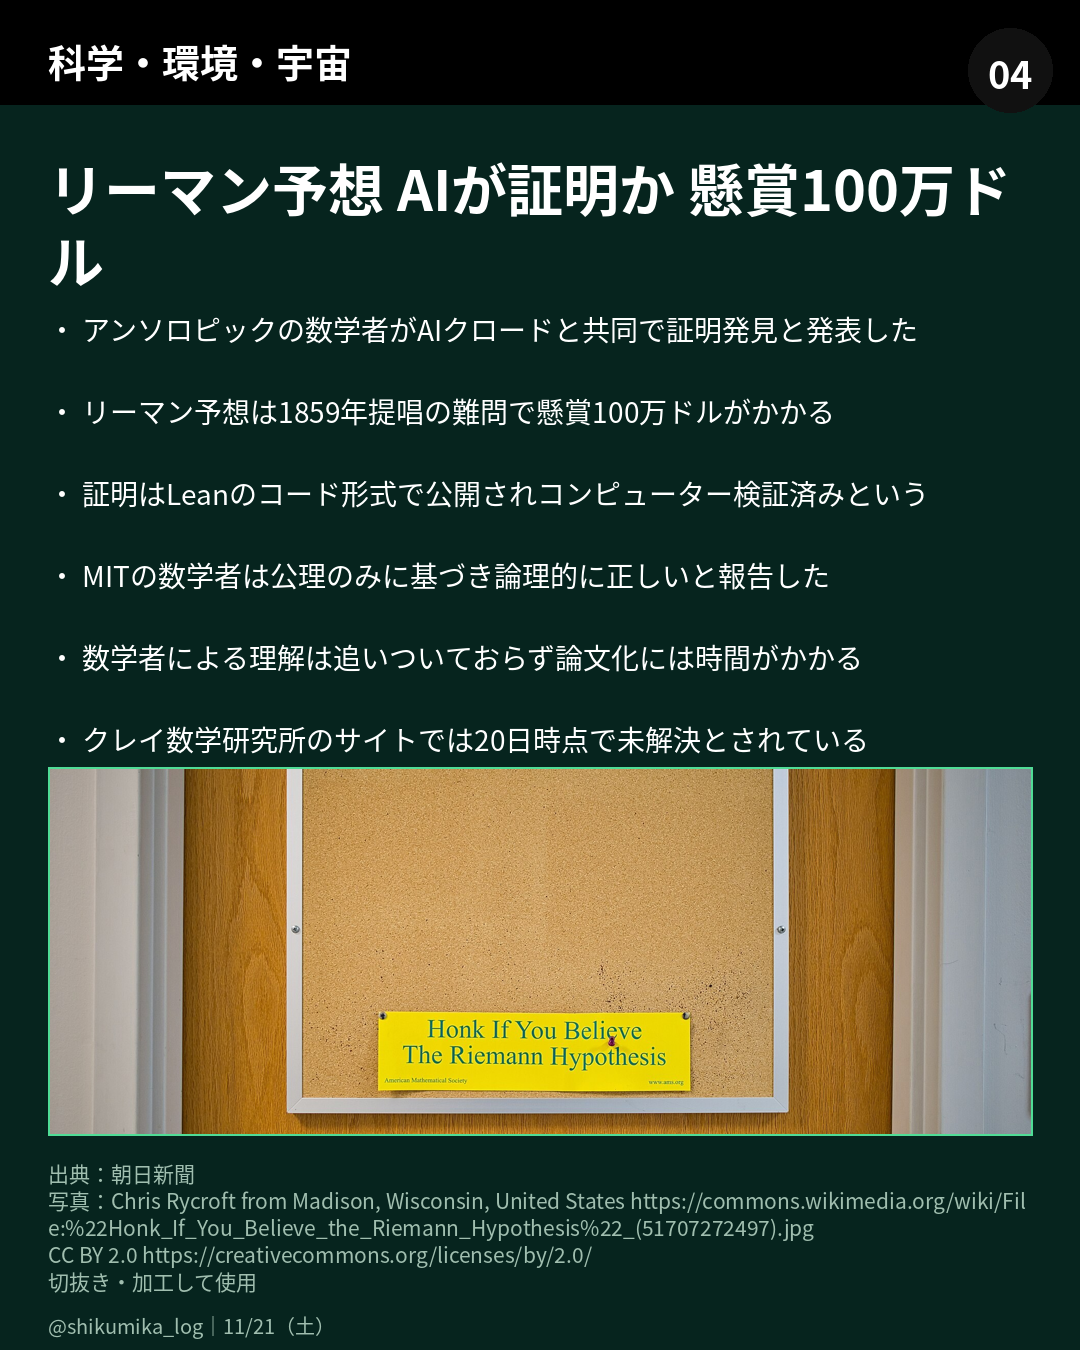 科学・環境・宇宙
04
リーマン予想 AIが証明か 懸賞100万ド
ル
・ アンソロピックの数学者がAIクロードと共同で証明発見と発表した
・ リーマン予想は1859年提唱の難問で懸賞100万ドルがかかる
・ 証明はLeanのコード形式で公開されコンピューター検証済みという
・ MITの数学者は公理のみに基づき論理的に正しいと報告した
・ 数学者による理解は追いついておらず論文化には時間がかかる
・ クレイ数学研究所のサイトでは20日時点で未解決とされている
Honk If You Believe
The Riemann Hypothesis
American Mathematical Society www.ams.org
出典：朝日新聞
写真：Chris Rycroft from Madison, Wisconsin, United States https://commons.wikimedia.org/wiki/Fil
e:%22Honk_If_You_Believe_the_Riemann_Hypothesis%22_(51707272497).jpg
CC BY 2.0 https://creativecommons.org/licenses/by/2.0/
切抜き・加工して使用
@shikumika_log｜11/21（土）